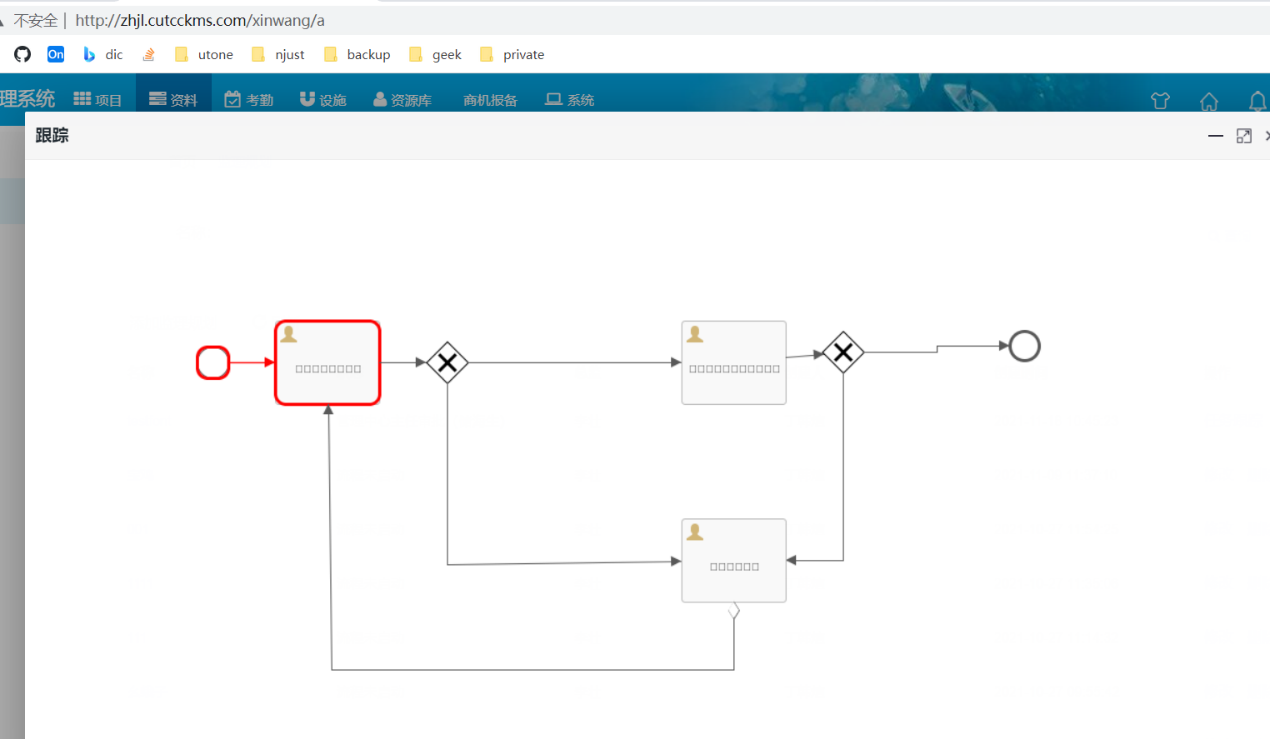 不安全 | http://zhjl.cutcckms.com/xinwang/a
On dic utone njust backup geek private
理系统 项目 资料 考勤 设施 资源库 商机报备 系统
跟踪